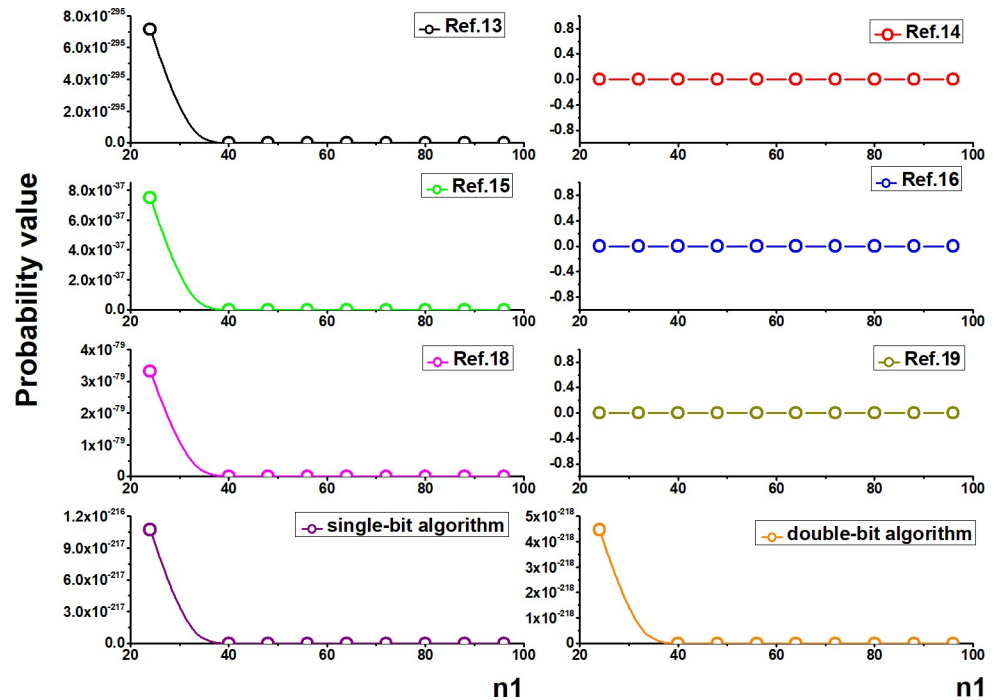 Probability value
Ref.13
8.0x10⁻²⁹⁵
6.0x10⁻²⁹⁵
4.0x10⁻²⁹⁵
2.0x10⁻²⁹⁵
0.0
20 40 60 80 100
Ref.14
0.8
0.4
0.0
-0.4
-0.8
20 40 60 80 100
Ref.15
8.0x10⁻³⁷
6.0x10⁻³⁷
4.0x10⁻³⁷
2.0x10⁻³⁷
0.0
20 40 60 80 100
Ref.16
0.8
0.4
0.0
-0.4
-0.8
20 40 60 80 100
Ref.18
4x10⁻⁷⁹
3x10⁻⁷⁹
2x10⁻⁷⁹
1x10⁻⁷⁹
0
20 40 60 80 100
Ref.19
0.8
0.4
0.0
-0.4
-0.8
20 40 60 80 100
single-bit algorithm
1.2x10⁻²¹⁶
9.0x10⁻²¹⁷
6.0x10⁻²¹⁷
3.0x10⁻²¹⁷
0.0
20 40 60 80 100
n1
double-bit algorithm
5x10⁻²¹⁸
4x10⁻²¹⁸
3x10⁻²¹⁸
2x10⁻²¹⁸
1x10⁻²¹⁸
0
20 40 60 80 100
n1